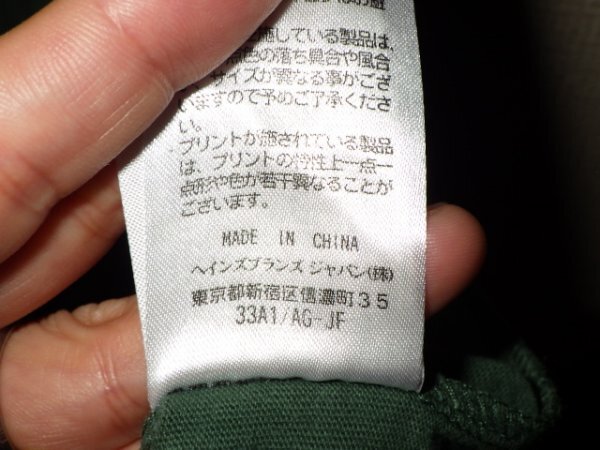 施している製品は、
色の落ち具合や風合
サイズが異なる事がござ
いますので予めご了承くださ
い。
プリントが施されている製品
は、プリントの特性上一点一
点形や色が若干異なることが
ございます。
MADE IN CHINA
ヘインズブランズ ジャパン(株)
東京都新宿区信濃町35
33A1/AG-JF